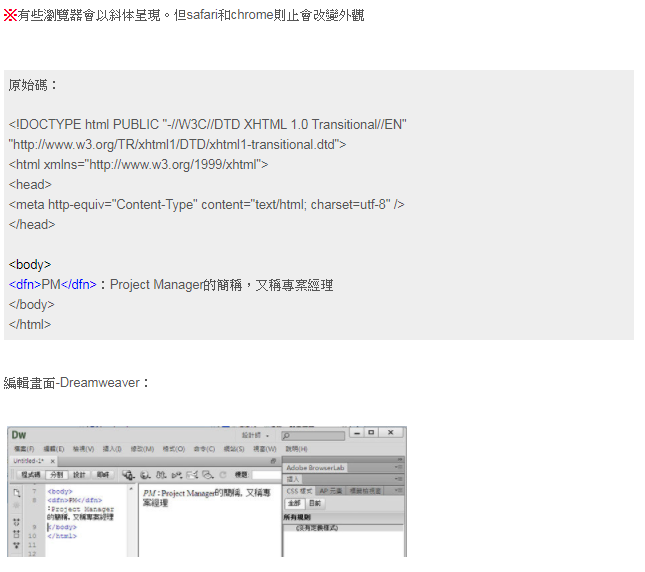 ※有些瀏覽器會以斜体呈現。但safari和chrome則止會改變外觀
原始碼：
<!DOCTYPE html PUBLIC "-//W3C//DTD XHTML 1.0 Transitional//EN"
"http://www.w3.org/TR/xhtml1/DTD/xhtml1-transitional.dtd">
<html xmlns="http://www.w3.org/1999/xhtml">
<head>
<meta http-equiv="Content-Type" content="text/html; charset=utf-8" />
</head>
<body>
<dfn>PM</dfn>：Project Manager的簡稱，又稱專案經理
</body>
</html>
編輯畫面-Dreamweaver：
Dw 設計師
檔案(F) 編輯(E) 檢視(V) 插入(I) 修改(M) 格式(O) 命令(C) 網站(S) 視窗(W) 說明(H)
Untitled-1* ×
程式碼 分割 設計 即時 標題:
Adobe BrowserLab
插入
CSS 樣式 AP 元素 標籤檢視窗
全部 目前
所有規則
(沒有定義樣式)
7 <body>
8 <dfn>PM</dfn>
：Project Manager
的簡稱，又稱專案經理
9 </body>
10 </html>
11
12
PM：Project Manager的簡稱，又稱專
案經理